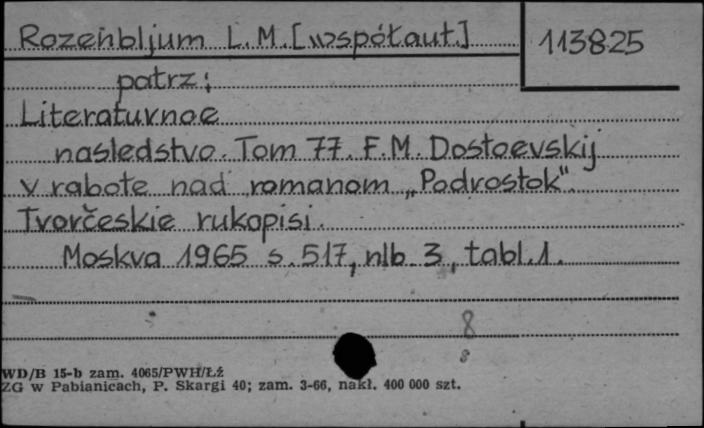 Rozenbljum L.M. [współaut.]
113825
patrz:
Literaturnoe
nasledstvo. Tom 77. F.M. Dostoevskij
v rabote nad romanom „Podrostok".
Tvorčeskie rukopisi.
Moskva 1965 s. 517, nlb. 3, tabl. 1.
8
8
WD/B 15-b zam. 4065/PWH/Łź
ZG w Pabianicach, P. Skargi 40; zam. 3-66, nakł. 400 000 szt.